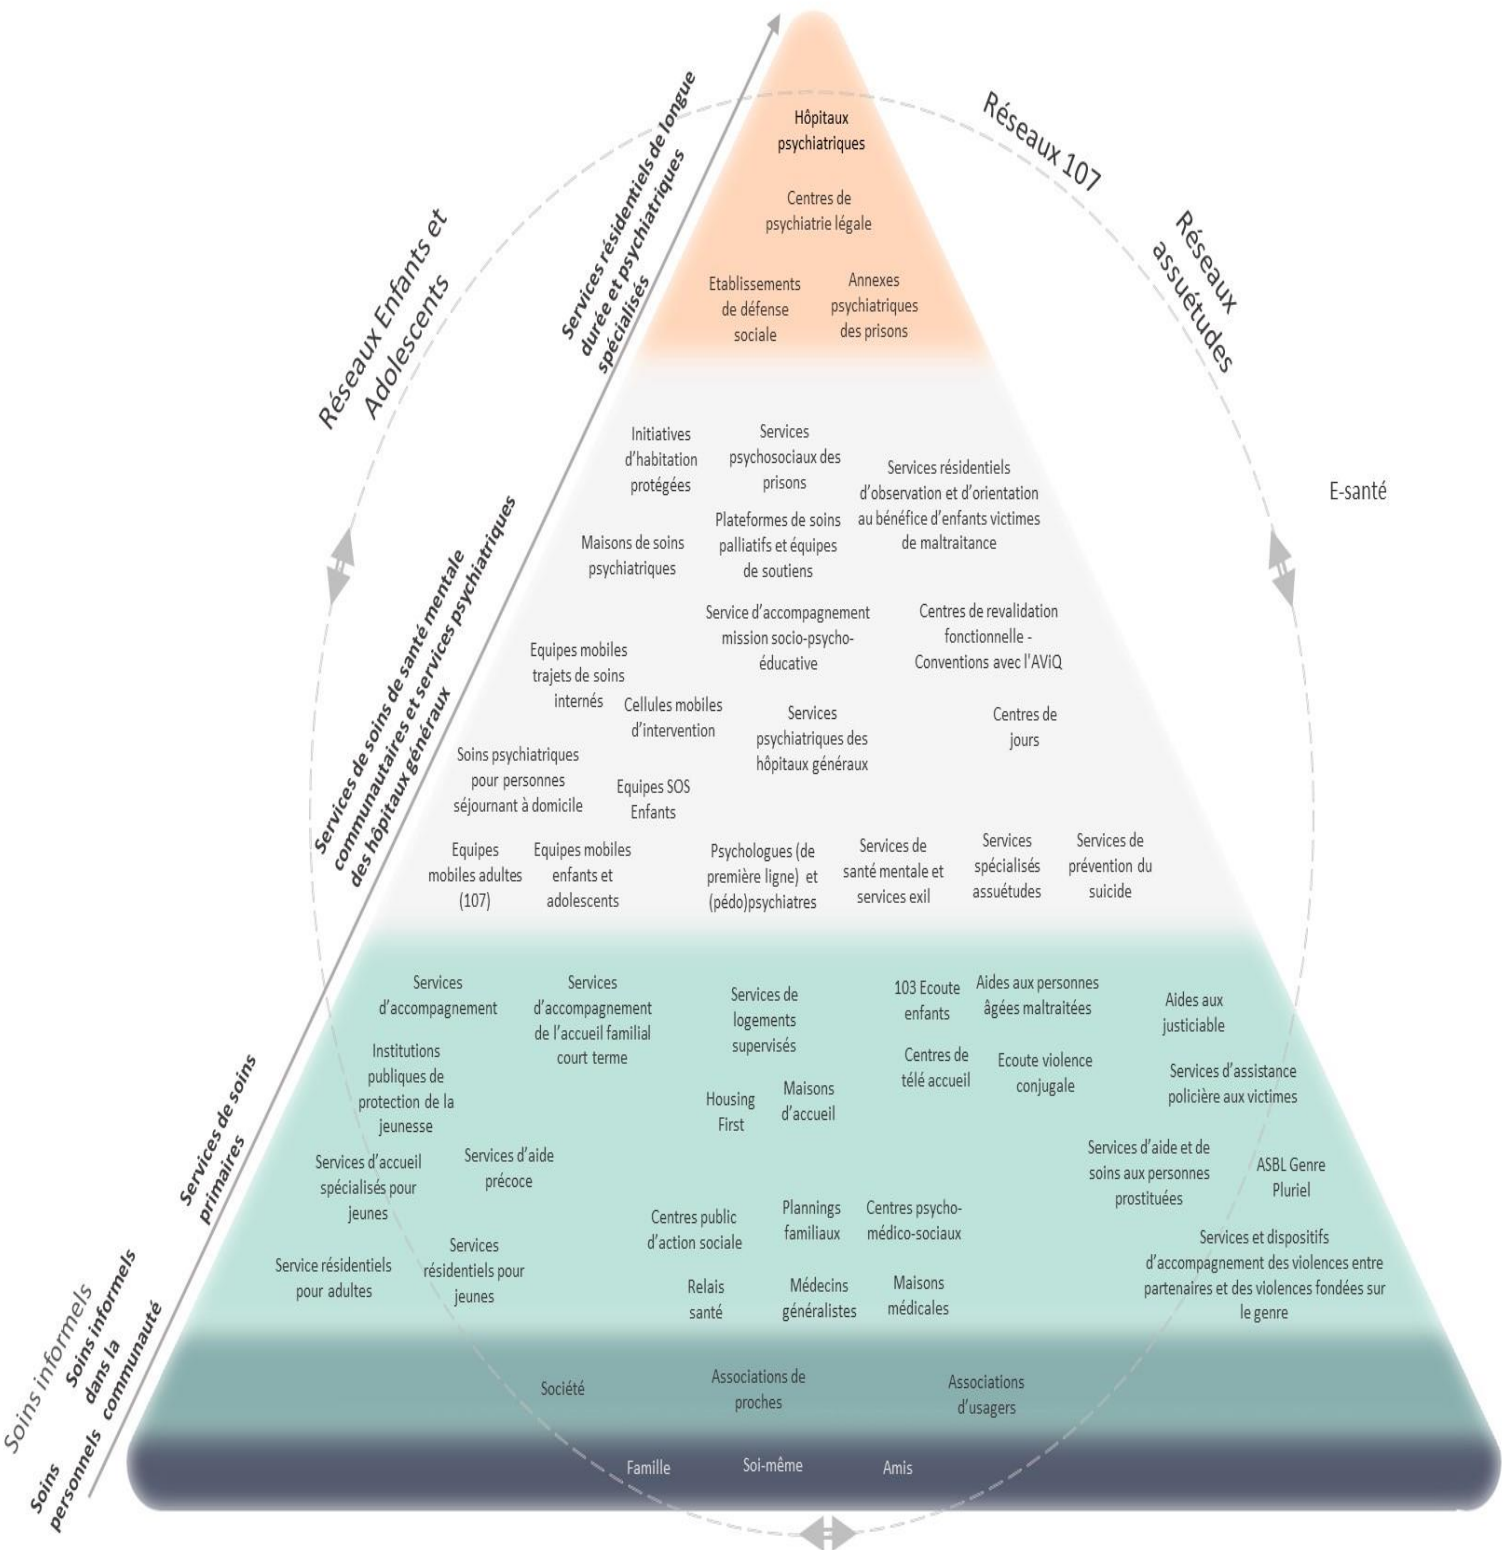 Hôpitaux
psychiatriques
Centres de
psychiatrie légale
Etablissements
de défense
sociale
Annexes
psychiatriques
des prisons
Services résidentiels de longue
durée et psychiatriques
spécialisés
Réseaux Enfants et
Adolescents
Réseaux 107
Réseaux
assuétudes
E-santé
Initiatives
d'habitation
protégées
Services
psychosociaux des
prisons
Services résidentiels
d'observation et d'orientation
au bénéfice d'enfants victimes
de maltraitance
Maisons de soins
psychiatriques
Plateformes de soins
palliatifs et équipes
de soutiens
Service d'accompagnement
mission socio-psycho-
éducative
Centres de revalidation
fonctionnelle -
Conventions avec l'AViQ
Equipes mobiles
trajets de soins
internés
Cellules mobiles
d'intervention
Services
psychiatriques des
hôpitaux généraux
Centres de
jours
Soins psychiatriques
pour personnes
séjournant à domicile
Equipes SOS
Enfants
Equipes
mobiles adultes
(107)
Equipes mobiles
enfants et
adolescents
Psychologues (de
première ligne) et
(pédo)psychiatres
Services de
santé mentale et
services exil
Services
spécialisés
assuétudes
Services de
prévention du
suicide
Services de soins de santé mentale
communautaires et services psychiatriques
des hôpitaux généraux
Services
d'accompagnement
Services
d'accompagnement
de l'accueil familial
court terme
Services de
logements
supervisés
103 Ecoute
enfants
Aides aux personnes
âgées maltraitées
Aides aux
justiciable
Institutions
publiques de
protection de la
jeunesse
Centres de
télé accueil
Ecoute violence
conjugale
Services d'assistance
policière aux victimes
Housing
First
Maisons
d'accueil
Services d'accueil
spécialisés pour
jeunes
Services d'aide
précoce
Services d'aide et de
soins aux personnes
prostituées
ASBL Genre
Pluriel
Centres public
d'action sociale
Plannings
familiaux
Centres psycho-
médico-sociaux
Service résidentiels
pour adultes
Services
résidentiels pour
jeunes
Relais
santé
Médecins
généralistes
Maisons
médicales
Services et dispositifs
d'accompagnement des violences entre
partenaires et des violences fondées sur
le genre
Services de soins
primaires
Soins informels
Soins informels
dans la
communauté
Société
Associations de
proches
Associations
d'usagers
Soins
personnels
Famille
Soi-même
Amis